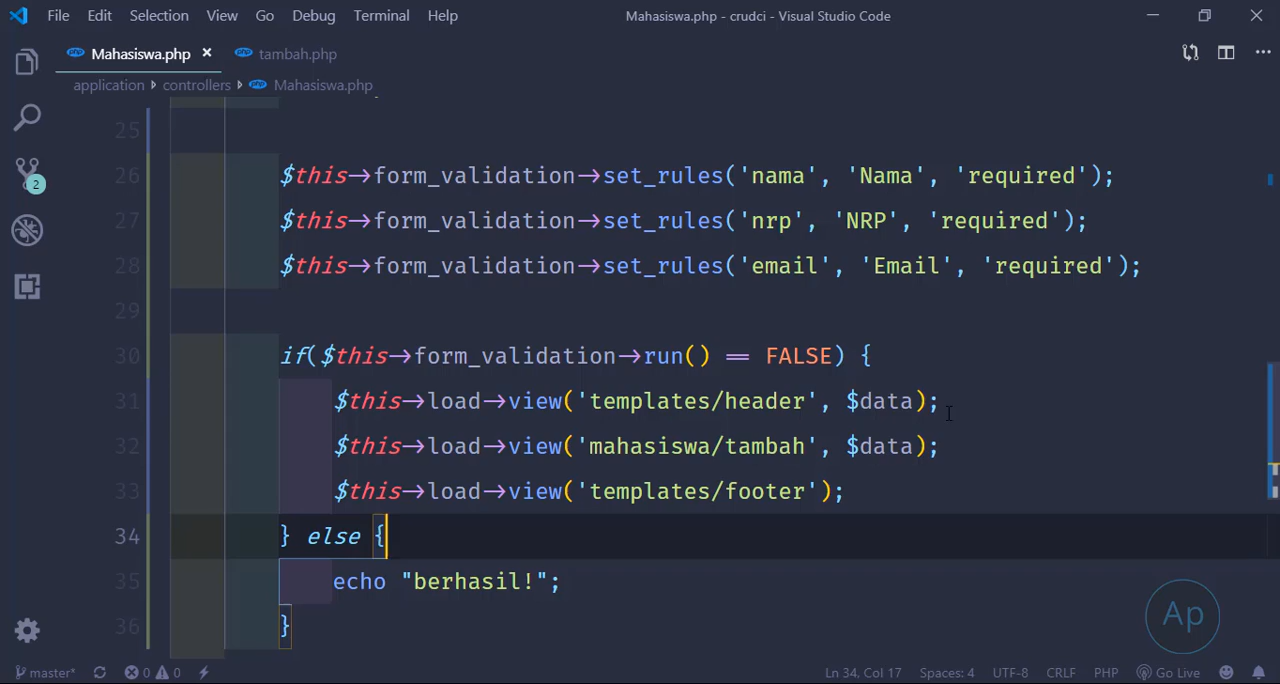 File Edit Selection View Go Debug Terminal Help Mahasiswa.php - crudci - Visual Studio Code
Mahasiswa.php × tambah.php
application controllers Mahasiswa.php
25
26 $this->form_validation->set_rules('nama', 'Nama', 'required');
27 $this->form_validation->set_rules('nrp', 'NRP', 'required');
28 $this->form_validation->set_rules('email', 'Email', 'required');
29
30 if($this->form_validation->run() == FALSE) {
31 $this->load->view('templates/header', $data);
32 $this->load->view('mahasiswa/tambah', $data);
33 $this->load->view('templates/footer');
34 } else {
35 echo "berhasil!";
36 }
2
Ap
master* 0 0 Ln 34, Col 17 Spaces: 4 UTF-8 CRLF PHP Go Live